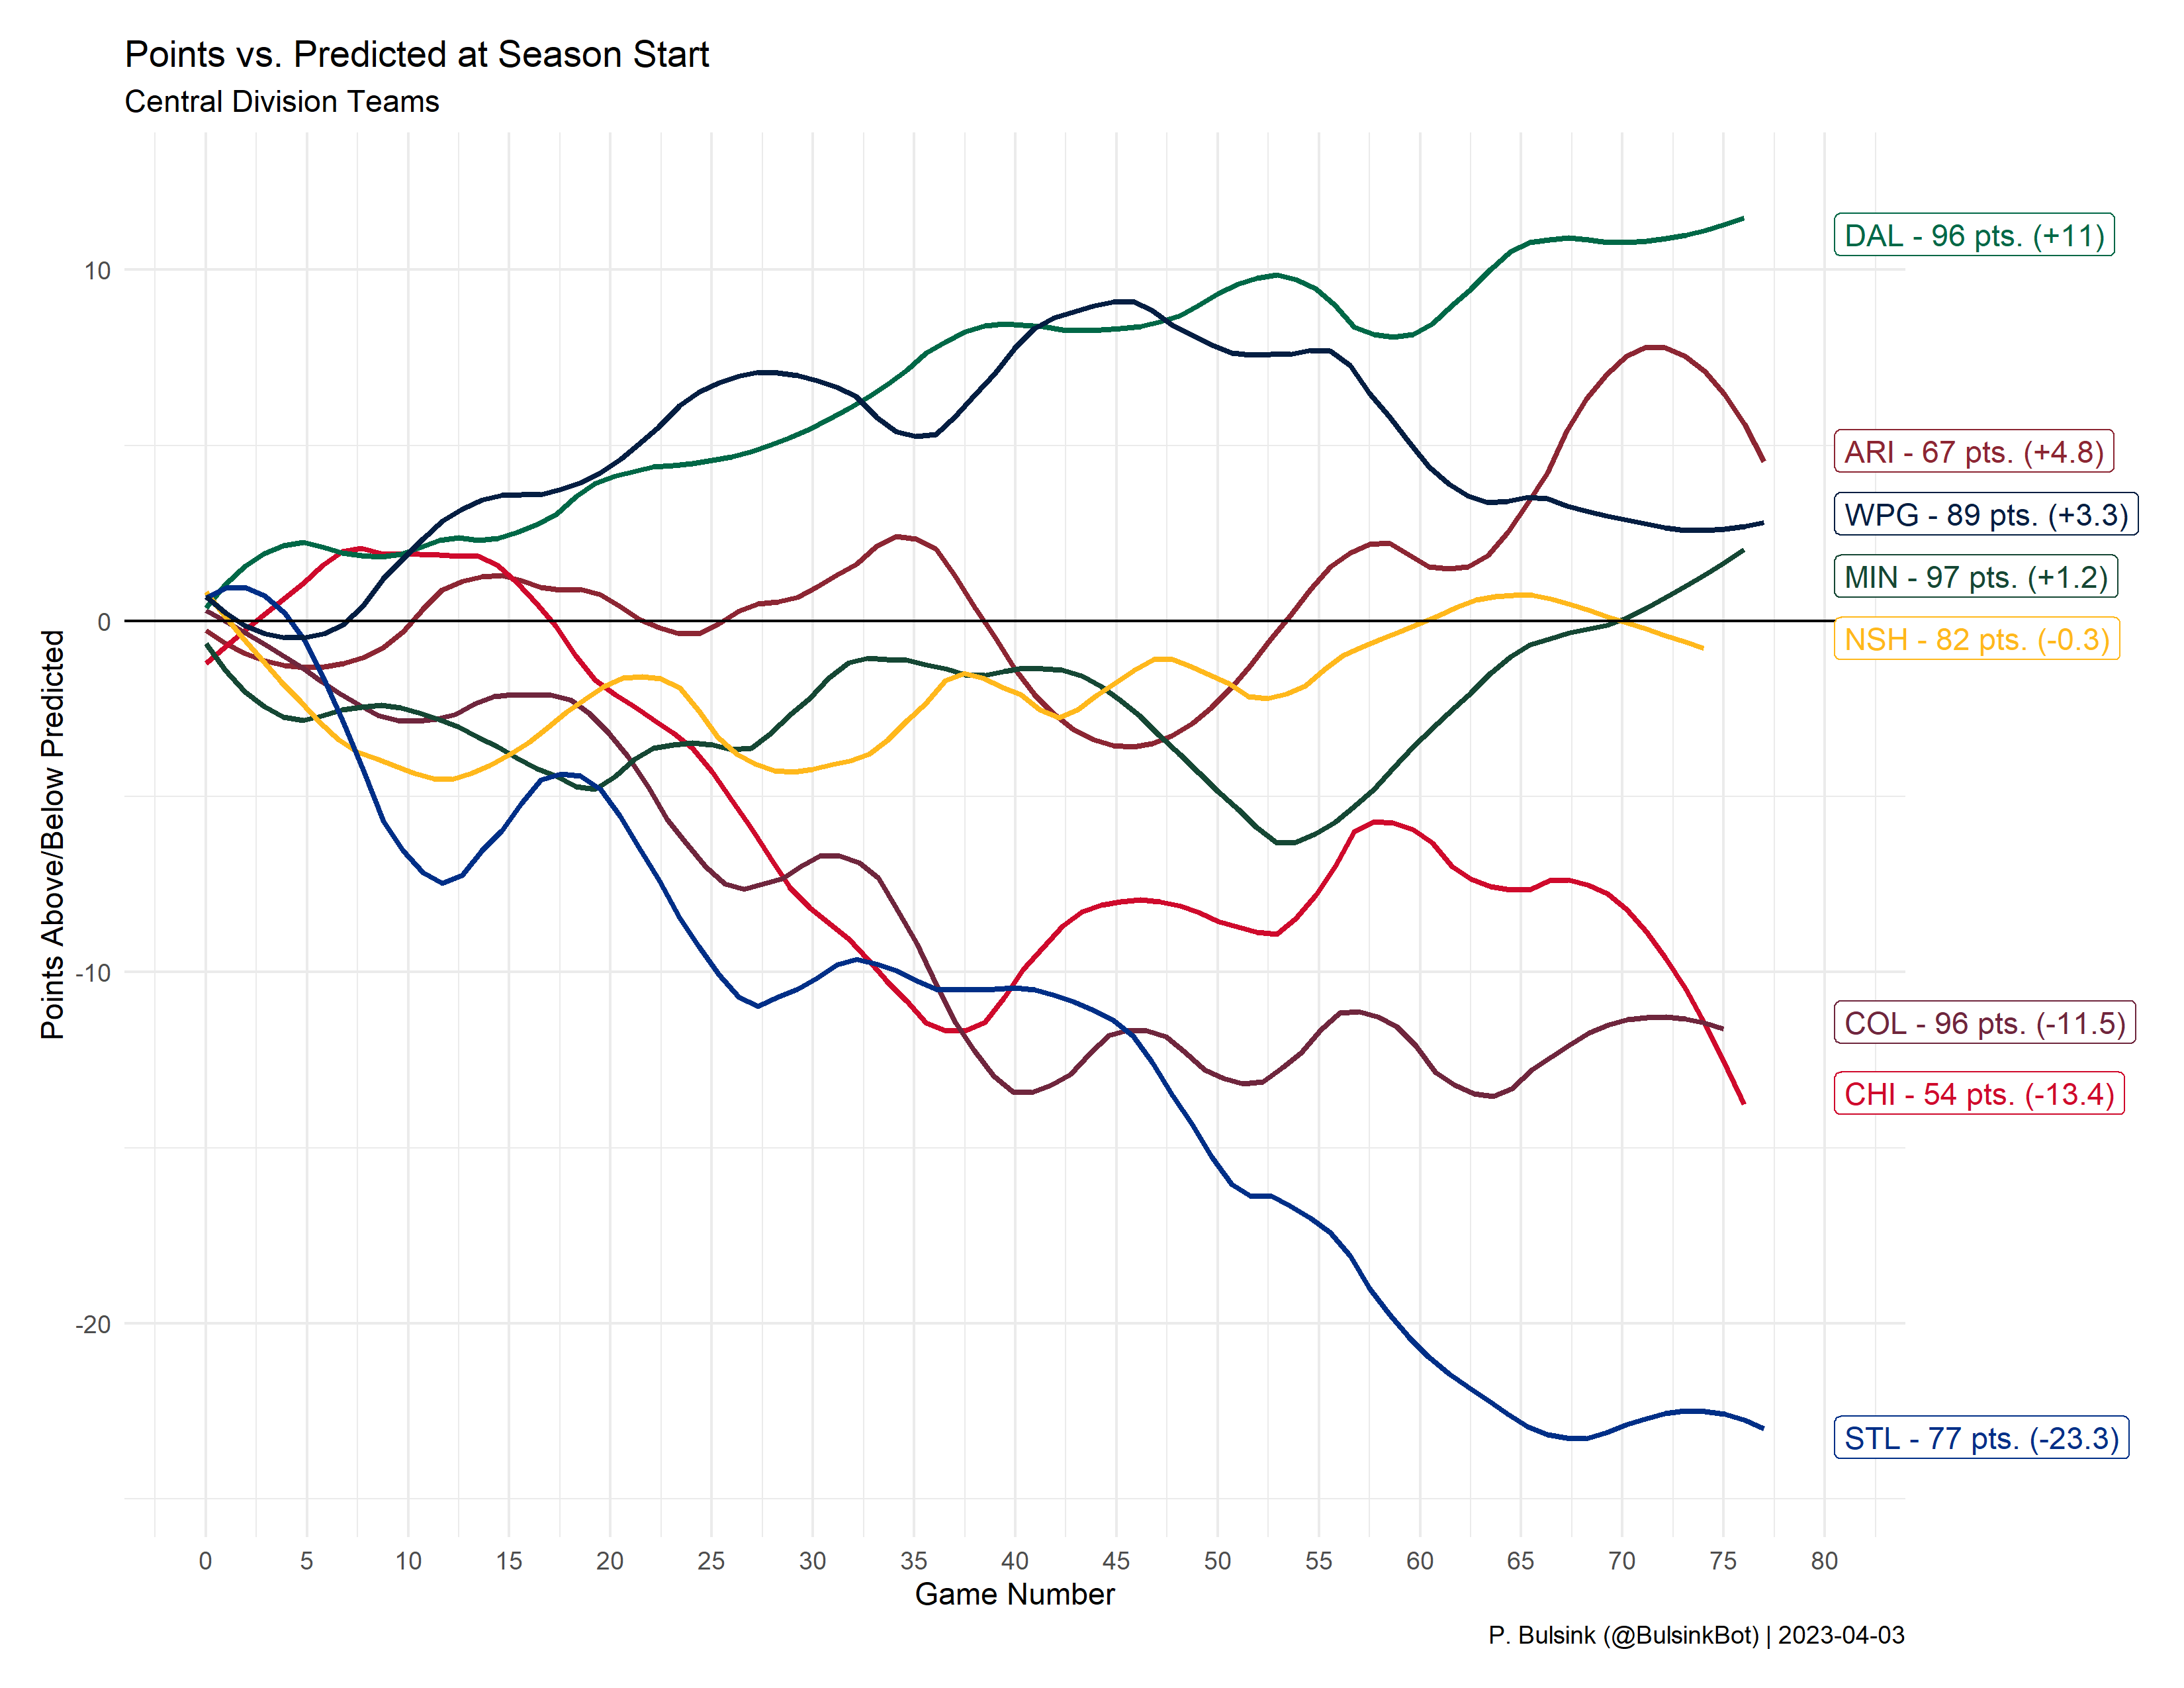 Points vs. Predicted at Season Start
Central Division Teams
Points Above/Below Predicted
10
0
-10
-20
DAL - 96 pts. (+11)
ARI - 67 pts. (+4.8)
WPG - 89 pts. (+3.3)
MIN - 97 pts. (+1.2)
NSH - 82 pts. (-0.3)
COL - 96 pts. (-11.5)
CHI - 54 pts. (-13.4)
STL - 77 pts. (-23.3)
0 5 10 15 20 25 30 35 40 45 50 55 60 65 70 75 80
Game Number
P. Bulsink (@BulsinkBot) | 2023-04-03